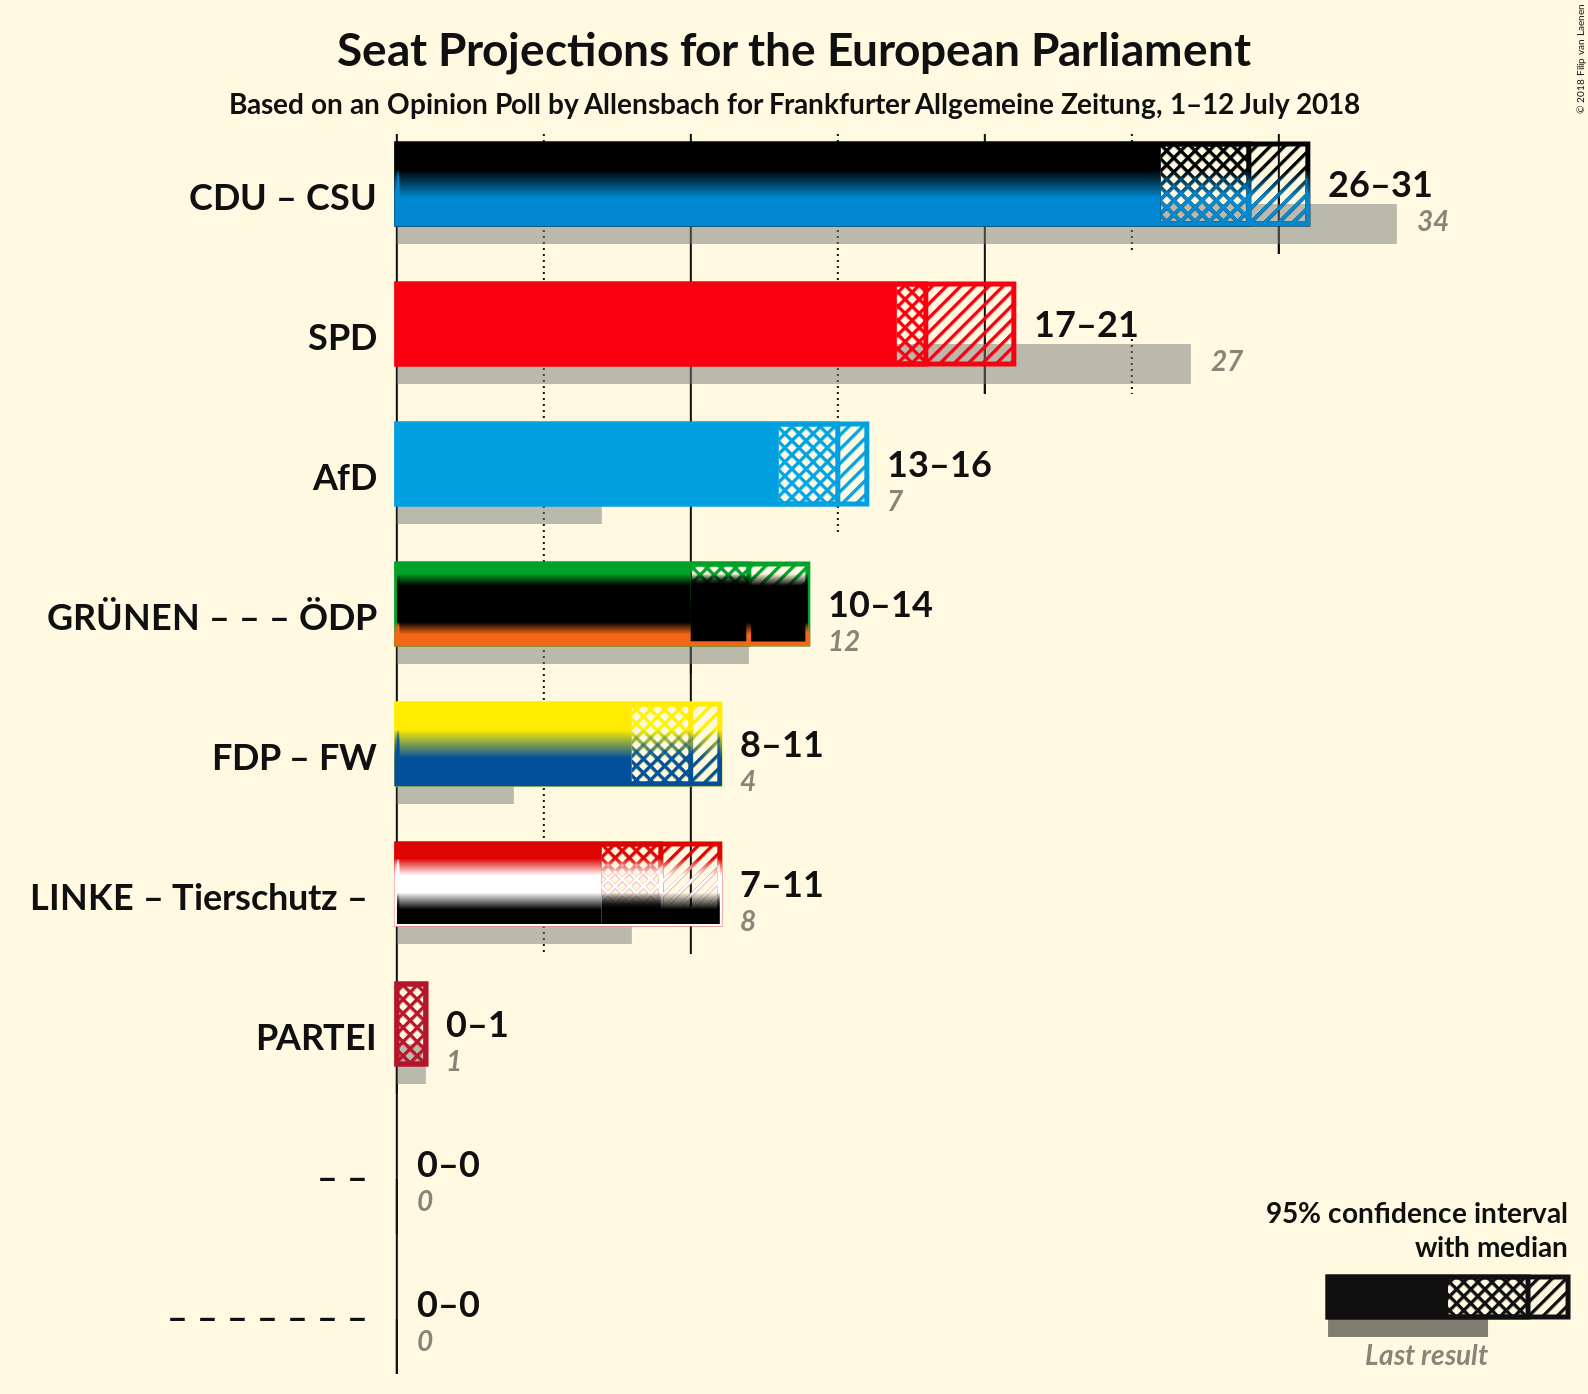 Seat Projections for the European Parliament
Based on an Opinion Poll by Allensbach for Frankfurter Allgemeine Zeitung, 1–12 July 2018
© 2018 Filip van Laenen
CDU – CSU
26–31
34
SPD
17–21
27
AfD
13–16
7
GRÜNEN – – – ÖDP
10–14
12
FDP – FW
8–11
4
LINKE – Tierschutz –
7–11
8
PARTEI
0–1
1
– –
0–0
0
– – – – – – –
0–0
0
95% confidence interval
with median
Last result